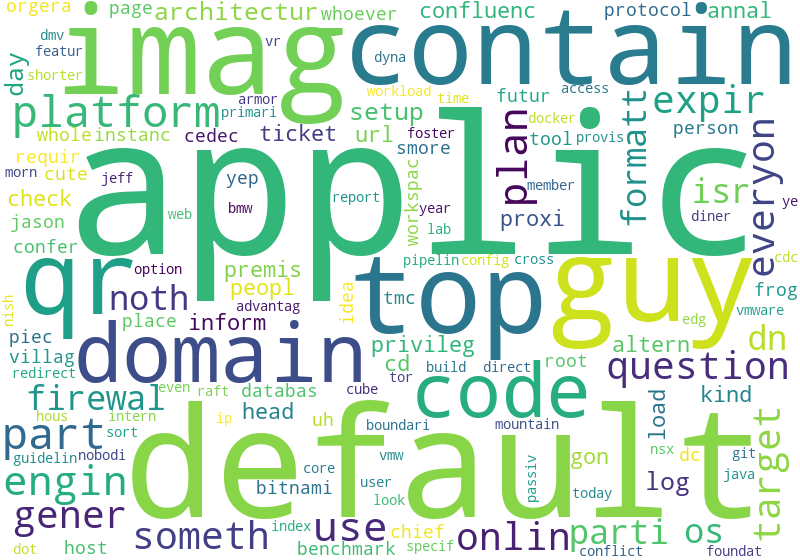 orgera
page
architectur
whoever
confluenc
protocol
annal
dmv
featur
vr
imag
contain
dyna
day
shorter
armor
workload
time
access
platform
primari
setup
futur
docker
expir
whole
instanc
cedec
ticket
url
foster
smore
tool
provis
person
requir
applic
plan
formatt
everyon
morn
cute
jeff
yep
report
workspac
member
isr
ye
check
bmw
web
year
proxi
diner
jason
lab
confer
option
premis
pipelin
config
cross
cdc
qr
noth
peopl
idea
tmc
top
guy
frog
nish
advantag
vmware
place
inform
edg
dn
piec
domain
privileg
altern
villag
cd
build
direct
root
question
redirect
even
raft
databas
cube
tor
code
kind
firewal
hous
intern
ip
head
uh
boundari
mountain
load
target
part
nobodi
sort
default
guidelin
core
vmw
passiv
gon
nsx
dc
git
engin
bitnami
user
look
today
log
java
gener
someth
index
use
chief
onlin
parti
os
dot
host
benchmark
specif
conflict
foundat